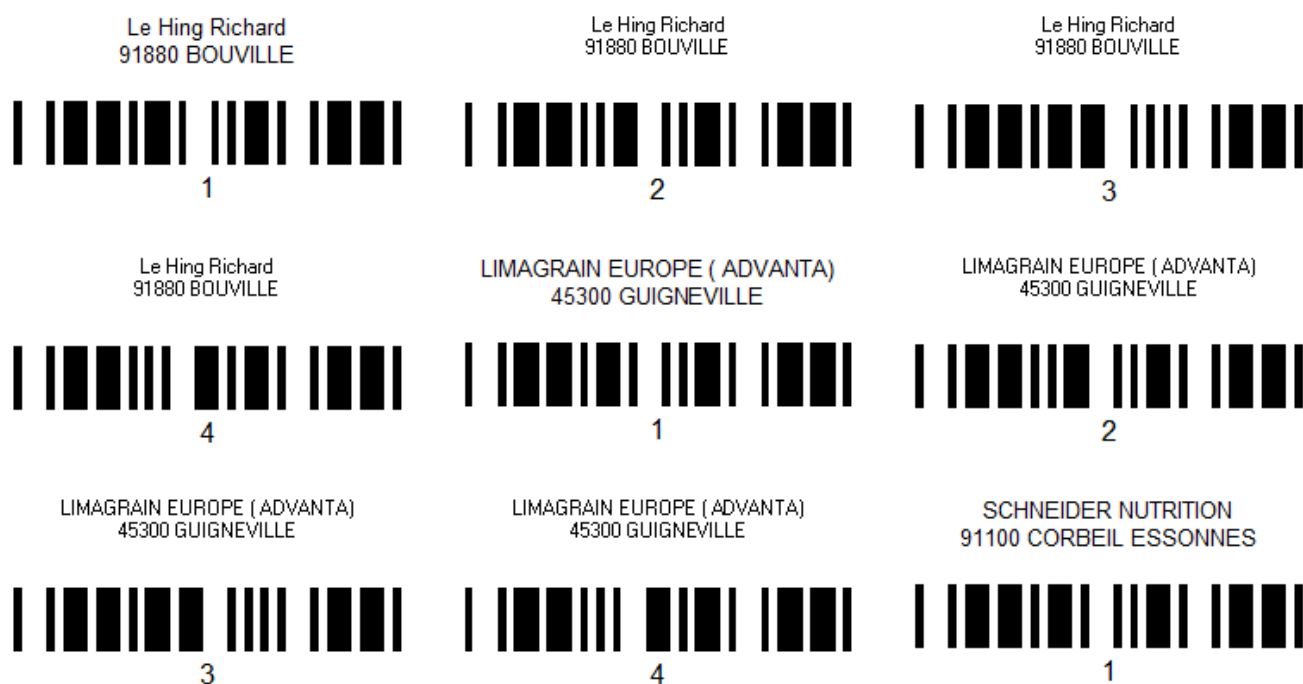 Le Hing Richard
91880 BOUVILLE
1
Le Hing Richard
91880 BOUVILLE
2
Le Hing Richard
91880 BOUVILLE
3
Le Hing Richard
91880 BOUVILLE
4
LIMAGRAIN EUROPE ( ADVANTA)
45300 GUIGNEVILLE
1
LIMAGRAIN EUROPE ( ADVANTA)
45300 GUIGNEVILLE
2
LIMAGRAIN EUROPE ( ADVANTA)
45300 GUIGNEVILLE
3
LIMAGRAIN EUROPE ( ADVANTA)
45300 GUIGNEVILLE
4
SCHNEIDER NUTRITION
91100 CORBEIL ESSONNES
1